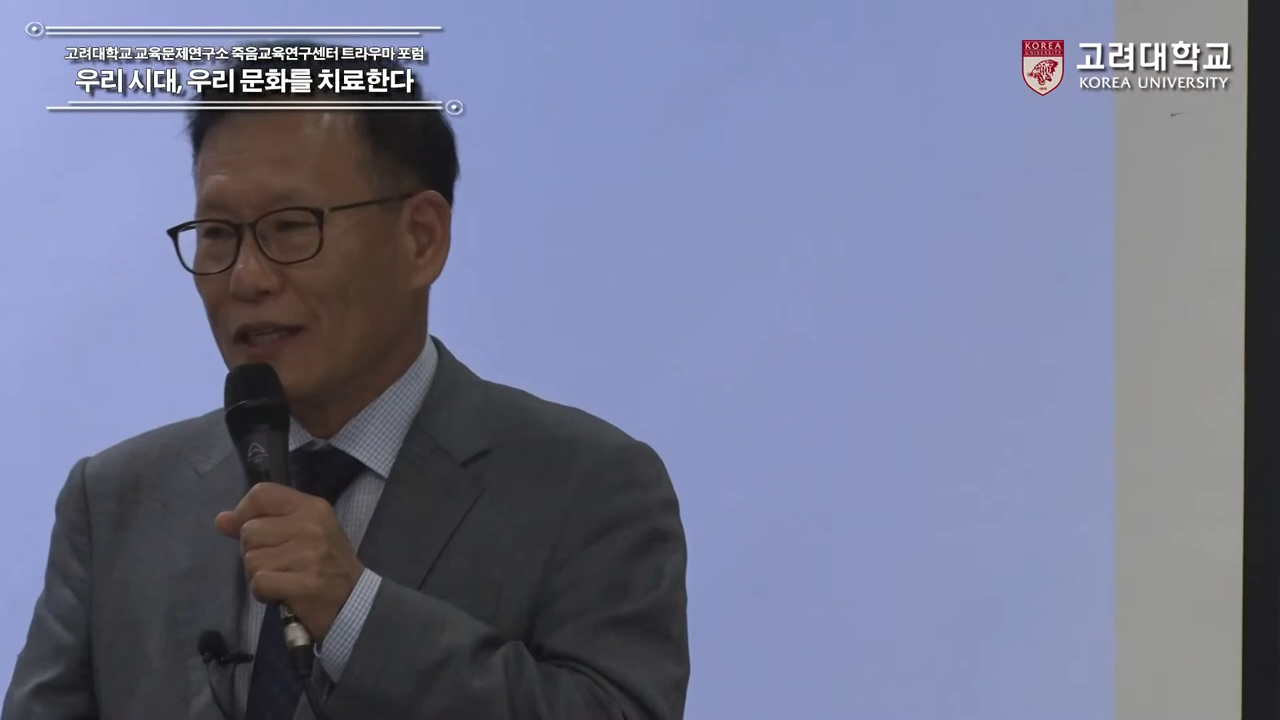 고려대학교 교육문제연구소 죽음교육연구센터 트라우마 포럼
우리 시대, 우리 문화를 치료한다
KOREA
UNIVERSITY
고려대학교
KOREA UNIVERSITY